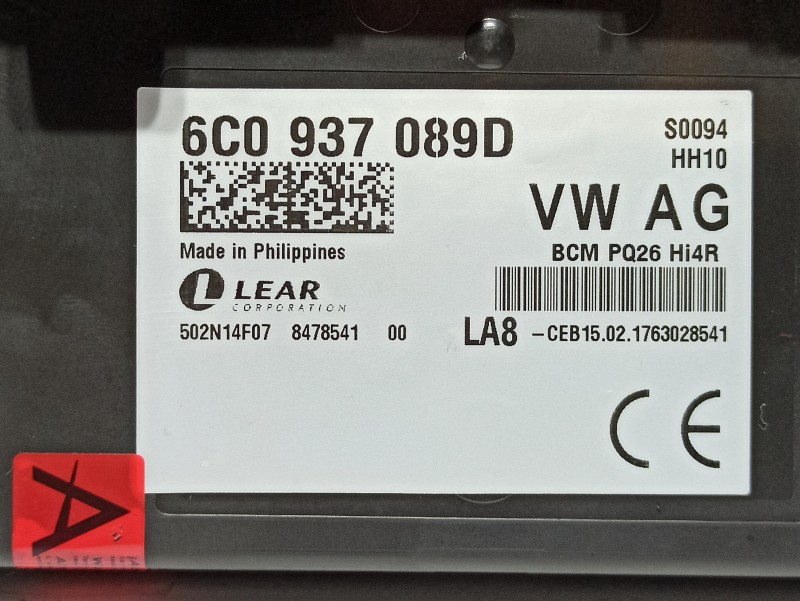 6C0 937 089D
S0094
HH10
VW AG
Made in Philippines
BCM PQ26 Hi4R
L LEAR
CORPORATION
502N14F07 8478541 00
LA8 -CEB15.02.1763028541
CE
A